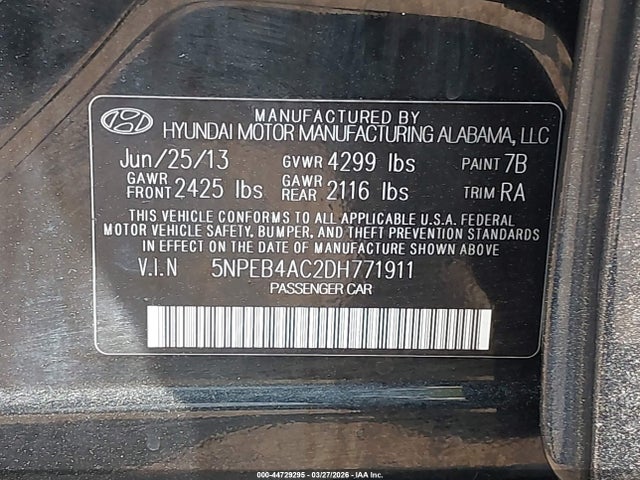 MANUFACTURED BY
HYUNDAI MOTOR MANUFACTURING ALABAMA, LLC
Jun/25/13 GVWR 4299 lbs PAINT 7B
GAWR FRONT 2425 lbs GAWR REAR 2116 lbs TRIM RA
THIS VEHICLE CONFORMS TO ALL APPLICABLE U.S.A. FEDERAL
MOTOR VEHICLE SAFETY, BUMPER, AND THEFT PREVENTION STANDARDS
IN EFFECT ON THE DATE OF MANUFACTURE SHOWN ABOVE
V.I.N 5NPEB4AC2DH771911
PASSENGER CAR
000-44729295 - 03/27/2026 - IAA Inc.